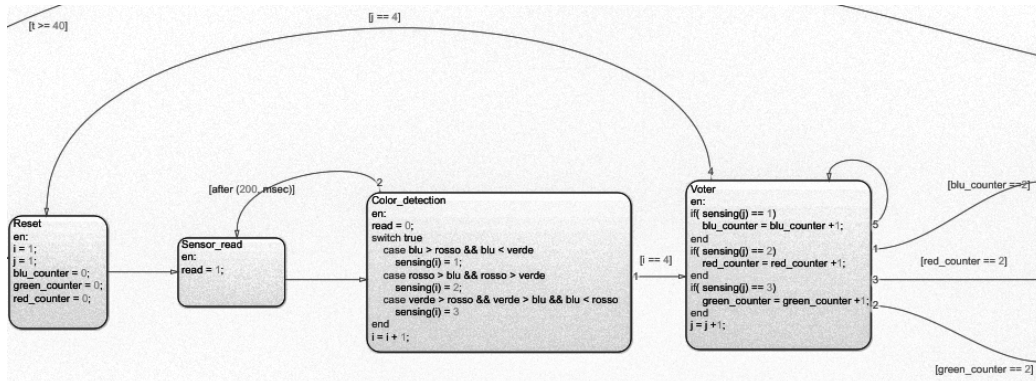 [t >= 40]
[j == 4]
[after (200, msec)]
2
4
Reset
en:
i = 1;
j = 1;
blu_counter = 0;
green_counter = 0;
red_counter = 0;
Sensor_read
en:
read = 1;
Color_detection
en:
read = 0;
switch true
case blu > rosso && blu < verde
sensing(i) = 1;
case rosso > blu && rosso > verde
sensing(i) = 2;
case verde > rosso && verde > blu && blu < rosso
sensing(i) = 3
end
i = i + 1;
[i == 4]
1
Voter
en:
if( sensing(j) == 1)
blu_counter = blu_counter +1;
end
if( sensing(j) == 2)
red_counter = red_counter +1;
end
if( sensing(j) == 3)
green_counter = green_counter +1;
end
j = j+1;
5
1
3
2
[blu_counter == 2]
[red_counter == 2]
[green_counter == 2]